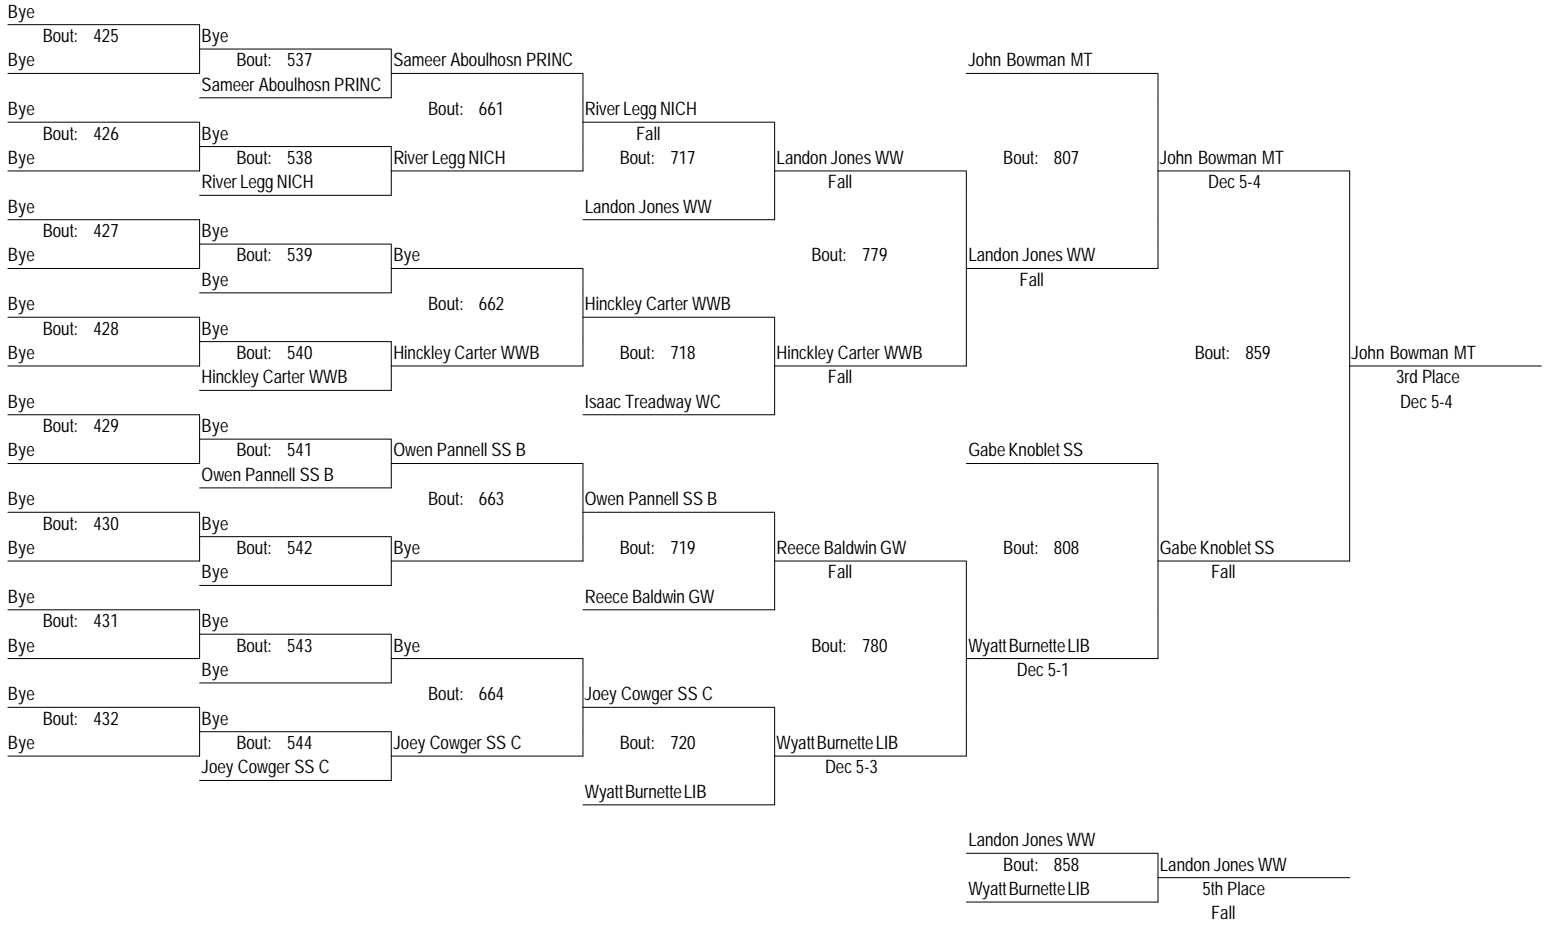 Bye
Bout: 425 Bye
Bye Bout: 537 Sameer Aboulhosn PRINC John Bowman MT
Sameer Aboulhosn PRINC
Bye Bout: 661 River Legg NICH
Bout: 426 Bye Fall
Bye Bout: 538 River Legg NICH Bout: 717 Landon Jones WW Bout: 807 John Bowman MT
River Legg NICH Fall Dec 5-4
Bye Landon Jones WW
Bout: 427 Bye
Bye Bout: 539 Bye Bout: 779 Landon Jones WW
Bye Fall
Bye Bout: 662 Hinckley Carter WWB
Bout: 428 Bye
Bye Bout: 540 Hinckley Carter WWB Bout: 718 Hinckley Carter WWB Bout: 859 John Bowman MT
Hinckley Carter WWB Fall 3rd Place
Bye Isaac Treadway WC Dec 5-4
Bout: 429 Bye
Bye Bout: 541 Owen Pannell SS B Gabe Knoblet SS
Owen Pannell SS B
Bye Bout: 663 Owen Pannell SS B
Bout: 430 Bye
Bye Bout: 542 Bye Bout: 719 Reece Baldwin GW Bout: 808 Gabe Knoblet SS
Bye Fall Fall
Bye Reece Baldwin GW
Bout: 431 Bye
Bye Bout: 543 Bye Bout: 780 Wyatt Burnette LIB
Bye Dec 5-1
Bye Bout: 664 Joey Cowger SS C
Bout: 432 Bye
Bye Bout: 544 Joey Cowger SS C Bout: 720 Wyatt Burnette LIB
Joey Cowger SS C Dec 5-3
Wyatt Burnette LIB
Landon Jones WW
Bout: 858 Landon Jones WW
Wyatt Burnette LIB 5th Place
Fall